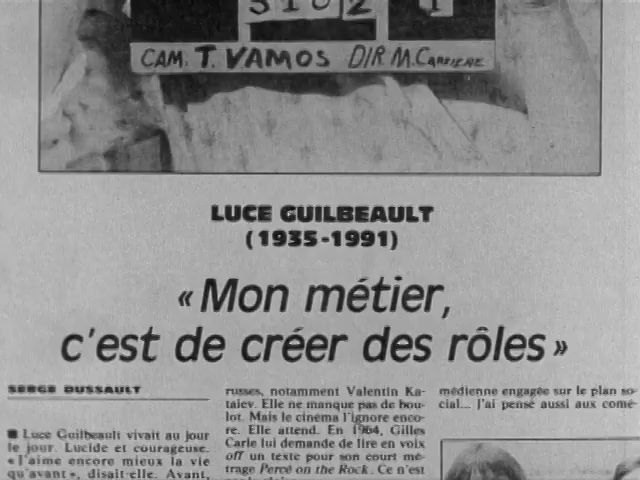 CAM. T. VAMOS DIR. M. CARRIERE
LUCE GUILBEAULT
(1935-1991)
« Mon métier,
c'est de créer des rôles »
SERGE DUSSAULT
■ Luce Guilbeault vivait au jour
le jour. Lucide et courageuse.
« J'aime encore mieux la vie
qu'avant », disait-elle. Avant,
russes, notamment Valentin Ka-
taiev. Elle ne manque pas de bou-
lot. Mais le cinéma l'ignore enco-
re. Elle attend. En 1964, Gilles
Carle lui demande de lire en voix
off un texte pour son court mé-
trage Percé on the Rock. Ce n'est
médienne engagée sur le plan so-
cial... J'ai pensé aussi aux comé-